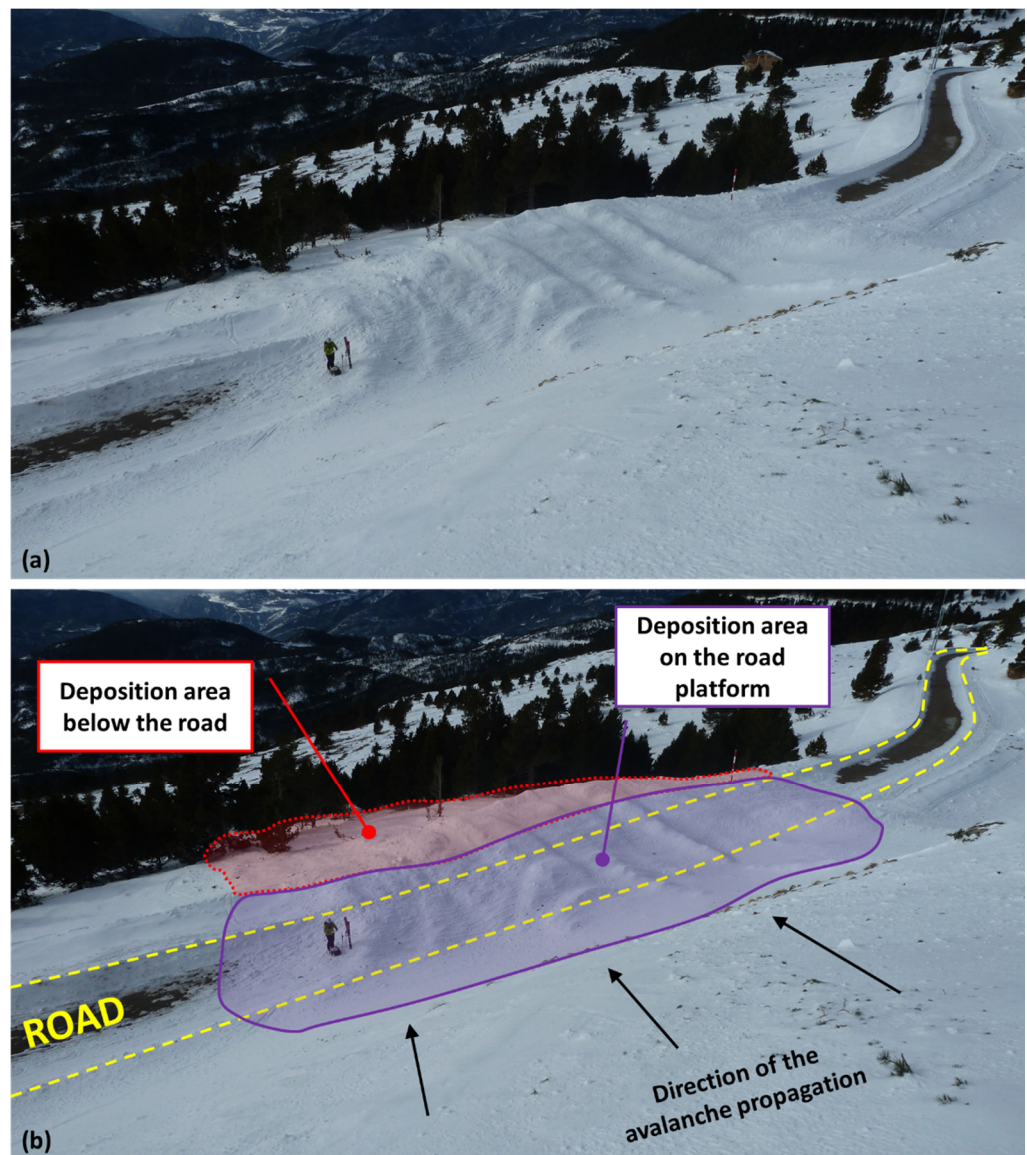 (a)
Deposition area
below the road
Deposition area
on the road
platform
ROAD
Direction of the
avalanche propagation
(b)